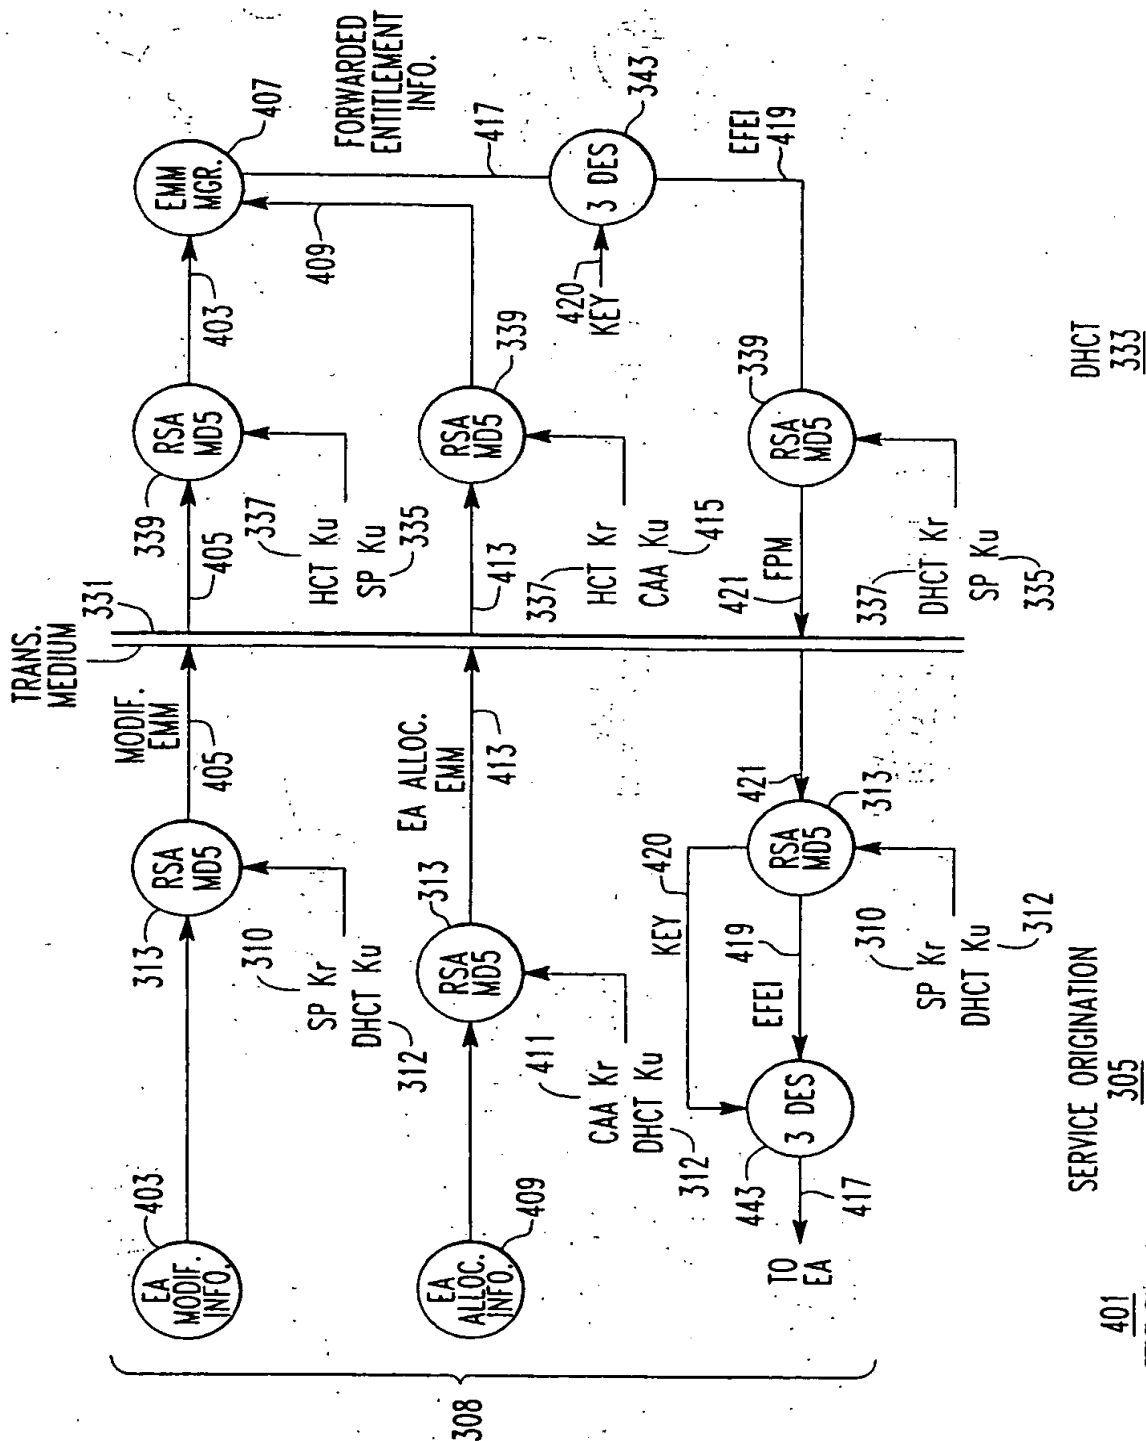 TRANS.
MEDIUM
331
EA
MODIF.
INFO.
403
RSA
MD5
313
MODIF.
EMM
405
405
RSA
MD5
339
403
EMM
MGR.
407
310
SP Kr
DHCT Ku
312
337
HCT Ku
SP Ku
335
409
FORWARDED
ENTITLEMENT
INFO.
417
308
EA
ALLOC.
INFO.
409
RSA
MD5
313
EA ALLOC.
EMM
413
413
RSA
MD5
339
411
CAA Kr
DHCT Ku
312
337
HCT Kr
CAA Ku
415
420
KEY
3 DES
343
EFEI
419
TO
EA
417
3 DES
443
KEY
420
EFEI
419
RSA
MD5
313
421
421
FPM
RSA
MD5
339
310
SP Kr
DHCT Ku
312
337
DHCT Kr
SP Ku
335
401
SERVICE ORIGINATION
305
DHCT
333